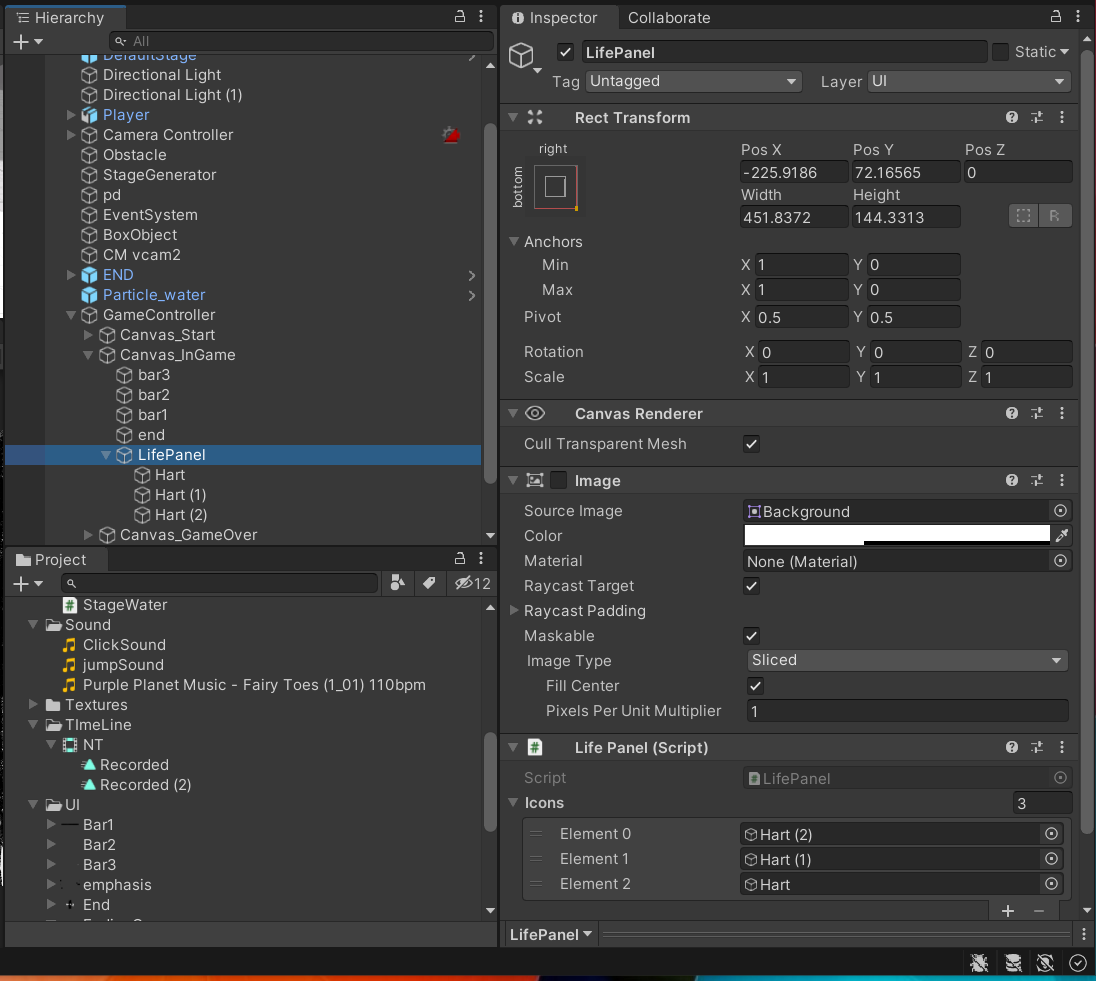 Hierarchy
All
DefaultStage
Directional Light
Directional Light (1)
Player
Camera Controller
Obstacle
StageGenerator
pd
EventSystem
BoxObject
CM vcam2
END
Particle_water
GameController
Canvas_Start
Canvas_InGame
bar3
bar2
bar1
end
LifePanel
Hart
Hart (1)
Hart (2)
Canvas_GameOver
Project
12
StageWater
Sound
ClickSound
jumpSound
Purple Planet Music - Fairy Toes (1_01) 110bpm
Textures
TImeLine
NT
Recorded
Recorded (2)
UI
Bar1
Bar2
Bar3
emphasis
End
Inspector Collaborate
LifePanel Static
Tag Untagged Layer UI
Rect Transform
right
bottom
Pos X Pos Y Pos Z
-225.9186 72.16565 0
Width Height
451.8372 144.3313
R
Anchors
Min X 1 Y 0
Max X 1 Y 0
Pivot X 0.5 Y 0.5
Rotation X 0 Y 0 Z 0
Scale X 1 Y 1 Z 1
Canvas Renderer
Cull Transparent Mesh
Image
Source Image Background
Color
Material None (Material)
Raycast Target
Raycast Padding
Maskable
Image Type Sliced
Fill Center
Pixels Per Unit Multiplier 1
# Life Panel (Script)
Script LifePanel
Icons 3
Element 0 Hart (2)
Element 1 Hart (1)
Element 2 Hart
LifePanel